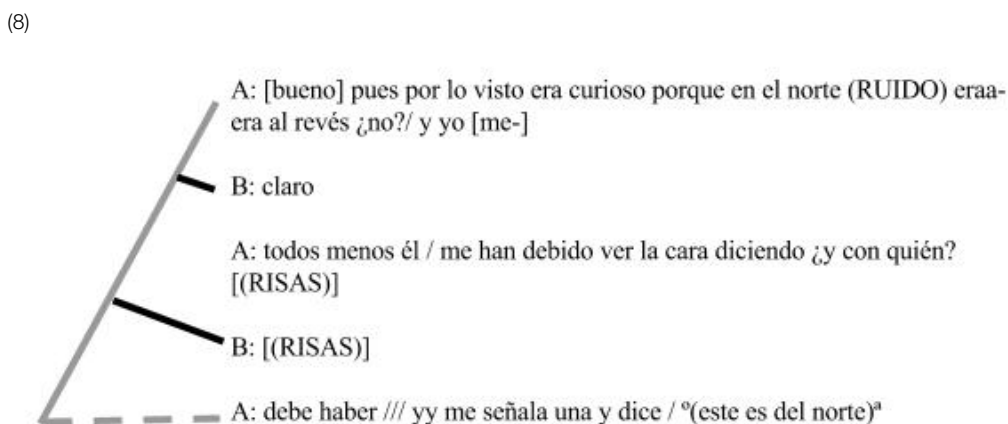 (8)
A: [bueno] pues por lo visto era curioso porque en el norte (RUIDO) eraa-
era al revés ¿no?/ y yo [me-]
B: claro
A: todos menos él / me han debido ver la cara diciendo ¿y con quién?
[(RISAS)]
B: [(RISAS)]
A: debe haber /// yy me señala una y dice / º(este es del norte)ª